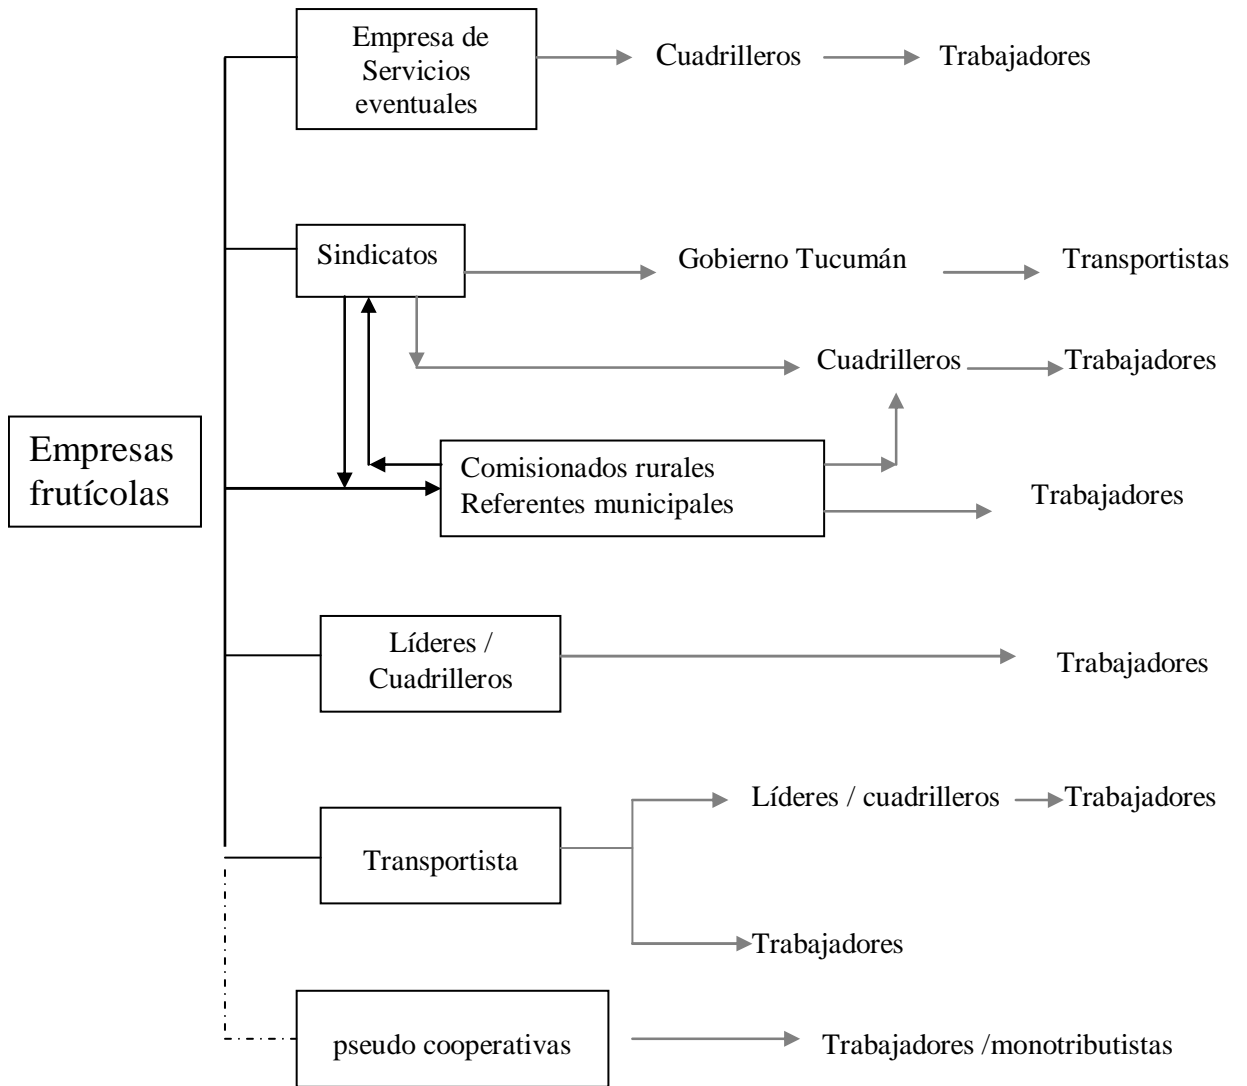 Empresa de
Servicios
eventuales
Cuadrilleros
Trabajadores
Sindicatos
Gobierno Tucumán
Transportistas
Cuadrilleros
Trabajadores
Empresas
frutícolas
Comisionados rurales
Referentes municipales
Trabajadores
Líderes /
Cuadrilleros
Trabajadores
Líderes / cuadrilleros
Trabajadores
Transportista
Trabajadores
pseudo cooperativas
Trabajadores /monotributistas